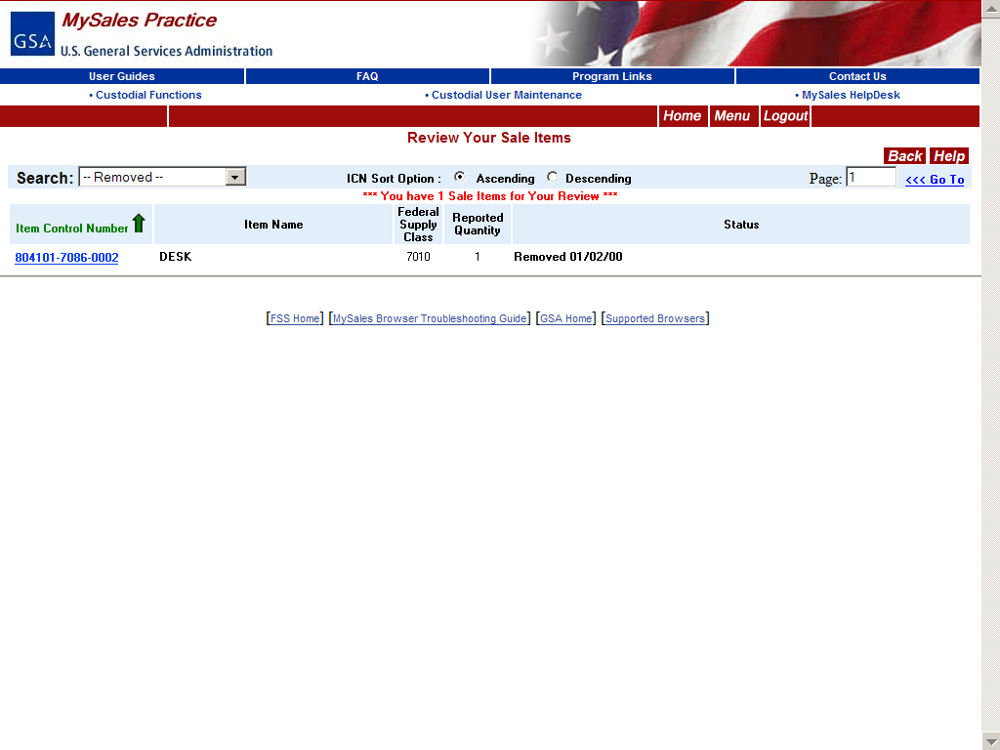 MySales Practice
GSA
U.S. General Services Administration
User Guides FAQ Program Links Contact Us
• Custodial Functions • Custodial User Maintenance • MySales HelpDesk
Home Menu Logout
Review Your Sale Items
Back Help
Search: -- Removed -- ICN Sort Option : Ascending Descending Page: 1 <<< Go To
*** You have 1 Sale Items for Your Review ***
Item Control Number Item Name Federal Supply Class Reported Quantity Status
804101-7086-0002 DESK 7010 1 Removed 01/02/00
[FSS Home] [MySales Browser Troubleshooting Guide] [GSA Home] [Supported Browsers]